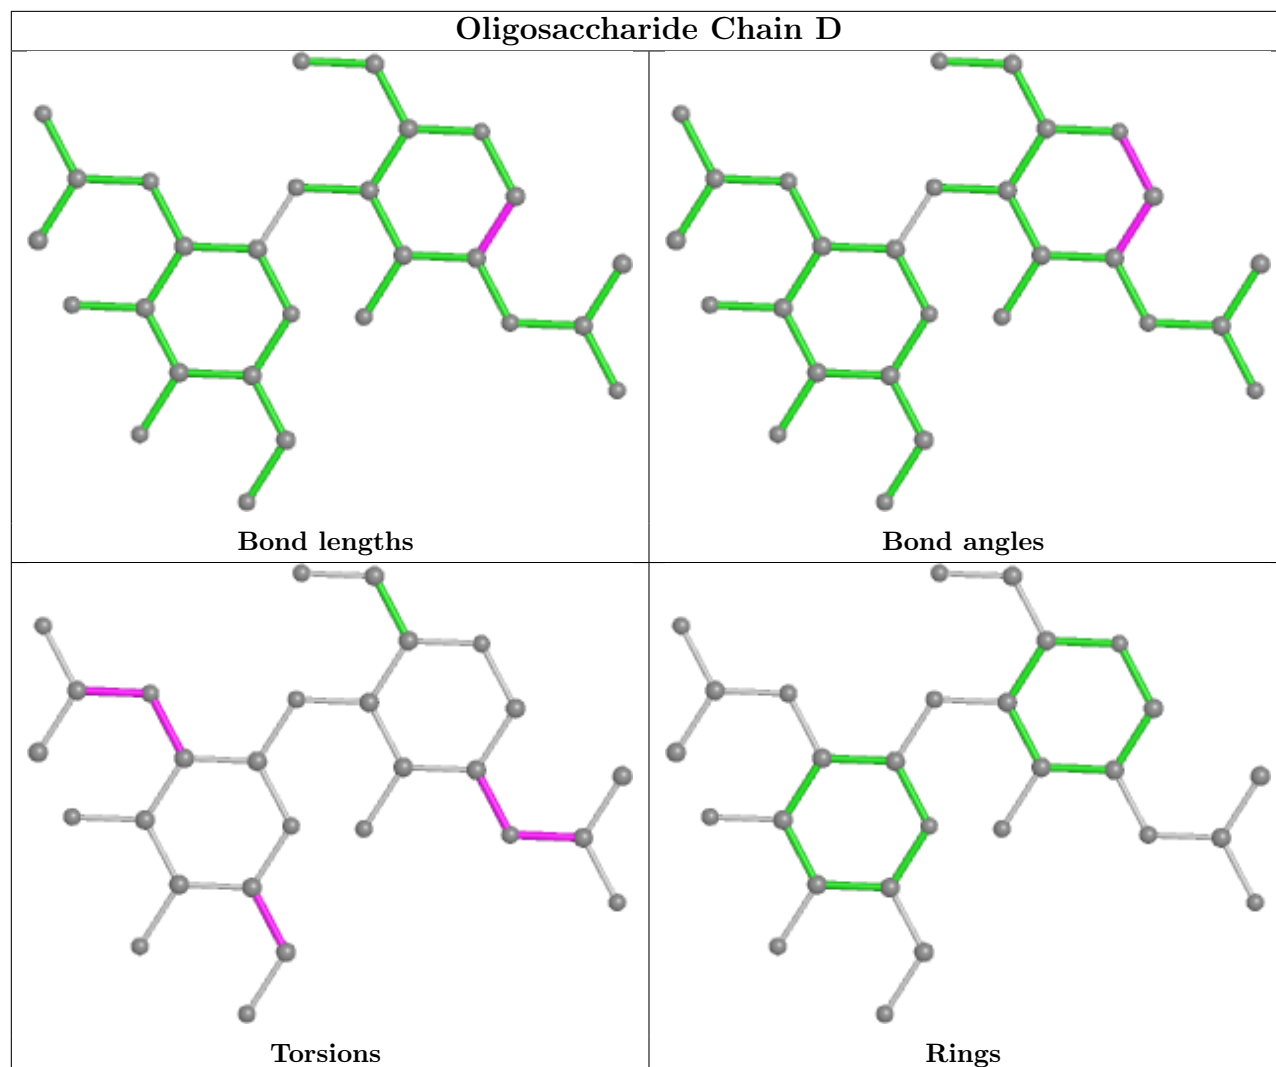 Oligosaccharide Chain D
Bond lengths
Bond angles
Torsions
Rings